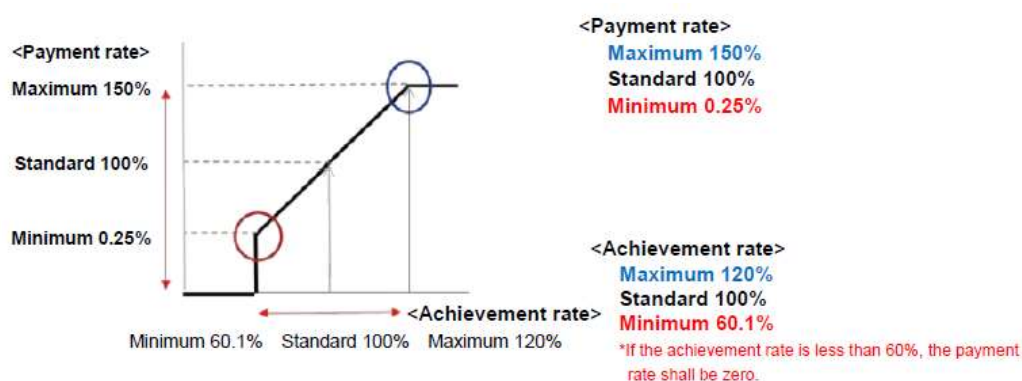 <Payment rate>
Maximum 150%
Standard 100%
Minimum 0.25%
<Achievement rate>
Minimum 60.1% Standard 100% Maximum 120%
<Payment rate>
Maximum 150%
Standard 100%
Minimum 0.25%
<Achievement rate>
Maximum 120%
Standard 100%
Minimum 60.1%
*If the achievement rate is less than 60%, the payment
rate shall be zero.